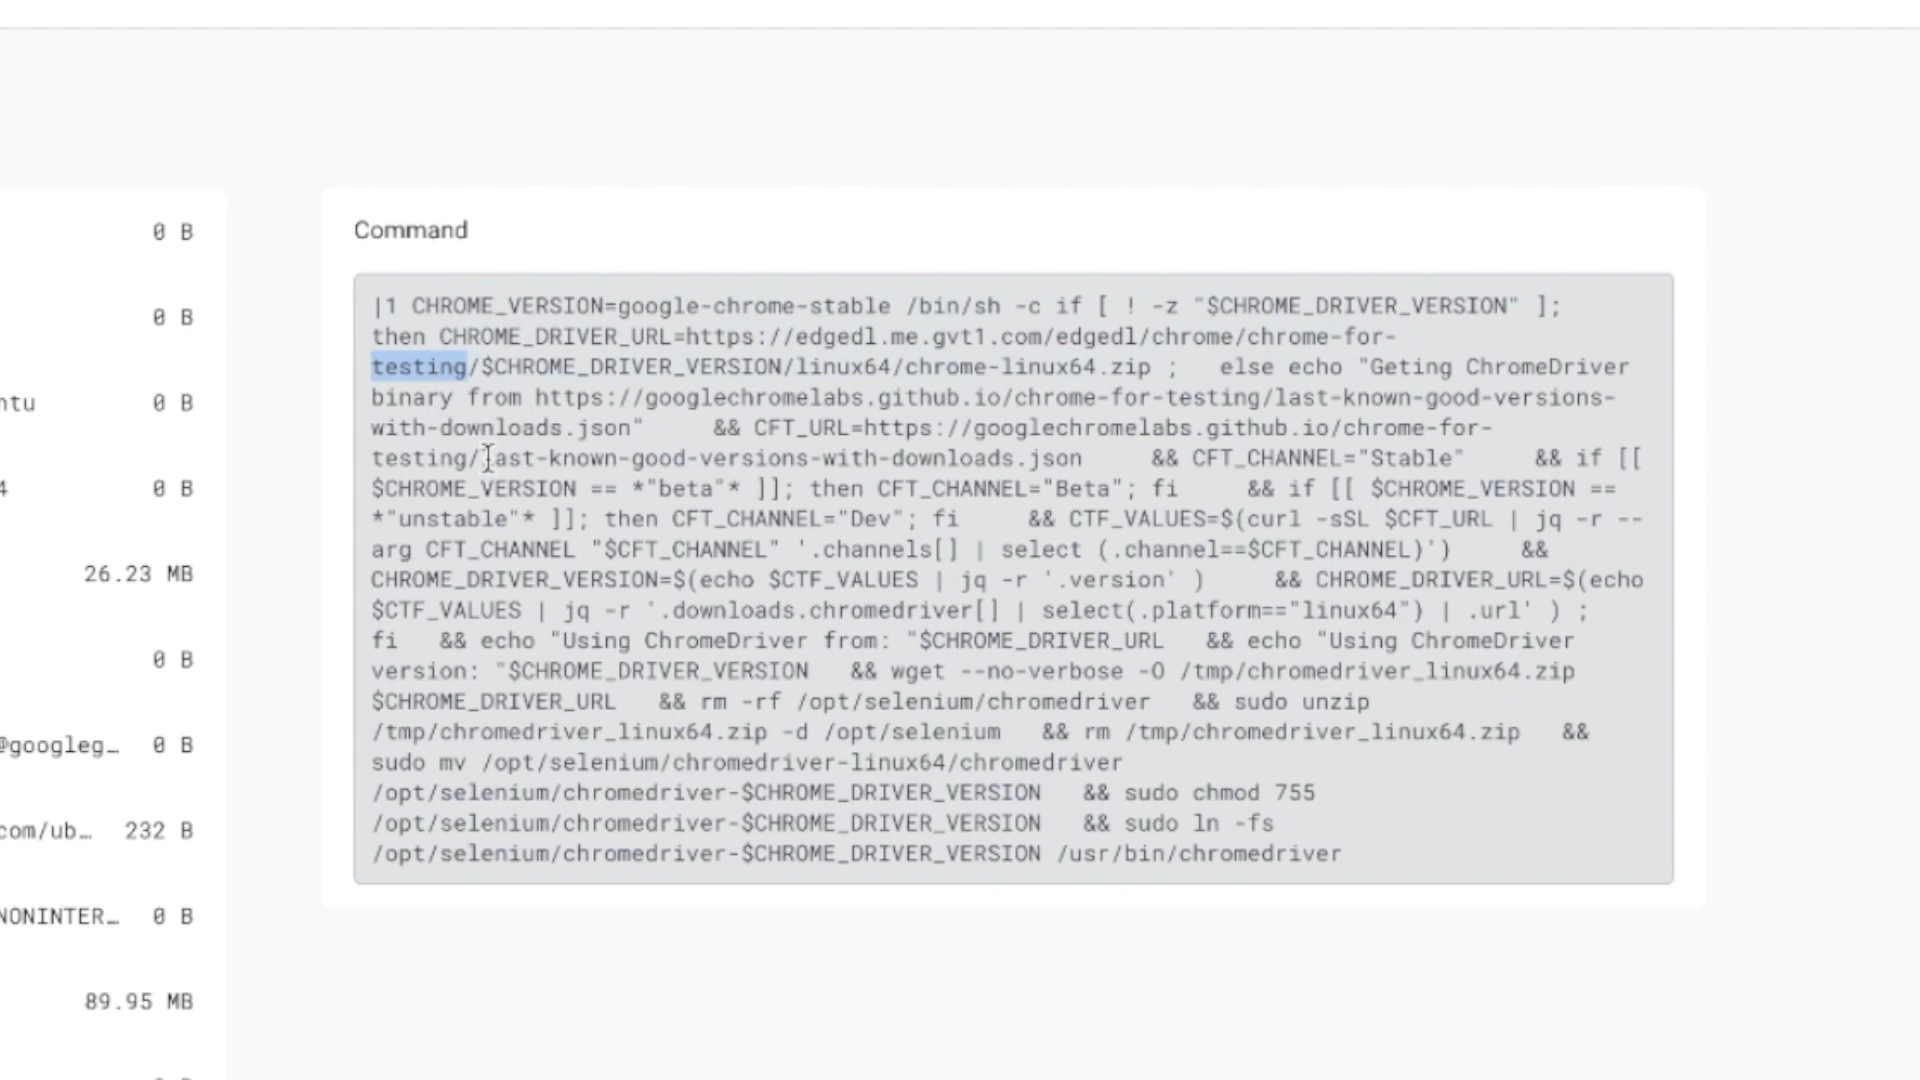 0 B
0 B
ntu 0 B
4 0 B
26.23 MB
0 B
@googleg… 0 B
com/ub… 232 B
NONINTER… 0 B
89.95 MB
Command
|1 CHROME_VERSION=google-chrome-stable /bin/sh -c if [ ! -z "$CHROME_DRIVER_VERSION" ];
then CHROME_DRIVER_URL=https://edgedl.me.gvt1.com/edgedl/chrome/chrome-for-
testing/$CHROME_DRIVER_VERSION/linux64/chrome-linux64.zip ;   else echo "Geting ChromeDriver
binary from https://googlechromelabs.github.io/chrome-for-testing/last-known-good-versions-
with-downloads.json"     && CFT_URL=https://googlechromelabs.github.io/chrome-for-
testing/last-known-good-versions-with-downloads.json     && CFT_CHANNEL="Stable"     && if [[
$CHROME_VERSION == *"beta"* ]]; then CFT_CHANNEL="Beta"; fi     && if [[ $CHROME_VERSION ==
*"unstable"* ]]; then CFT_CHANNEL="Dev"; fi     && CTF_VALUES=$(curl -sSL $CFT_URL | jq -r --
arg CFT_CHANNEL "$CFT_CHANNEL" '.channels[] | select (.channel==$CFT_CHANNEL)')     &&
CHROME_DRIVER_VERSION=$(echo $CTF_VALUES | jq -r '.version' )     && CHROME_DRIVER_URL=$(echo
$CTF_VALUES | jq -r '.downloads.chromedriver[] | select(.platform=="linux64") | .url' ) ;
fi   && echo "Using ChromeDriver from: "$CHROME_DRIVER_URL   && echo "Using ChromeDriver
version: "$CHROME_DRIVER_VERSION   && wget --no-verbose -O /tmp/chromedriver_linux64.zip
$CHROME_DRIVER_URL   && rm -rf /opt/selenium/chromedriver   && sudo unzip
/tmp/chromedriver_linux64.zip -d /opt/selenium   && rm /tmp/chromedriver_linux64.zip   &&
sudo mv /opt/selenium/chromedriver-linux64/chromedriver
/opt/selenium/chromedriver-$CHROME_DRIVER_VERSION   && sudo chmod 755
/opt/selenium/chromedriver-$CHROME_DRIVER_VERSION   && sudo ln -fs
/opt/selenium/chromedriver-$CHROME_DRIVER_VERSION /usr/bin/chromedriver